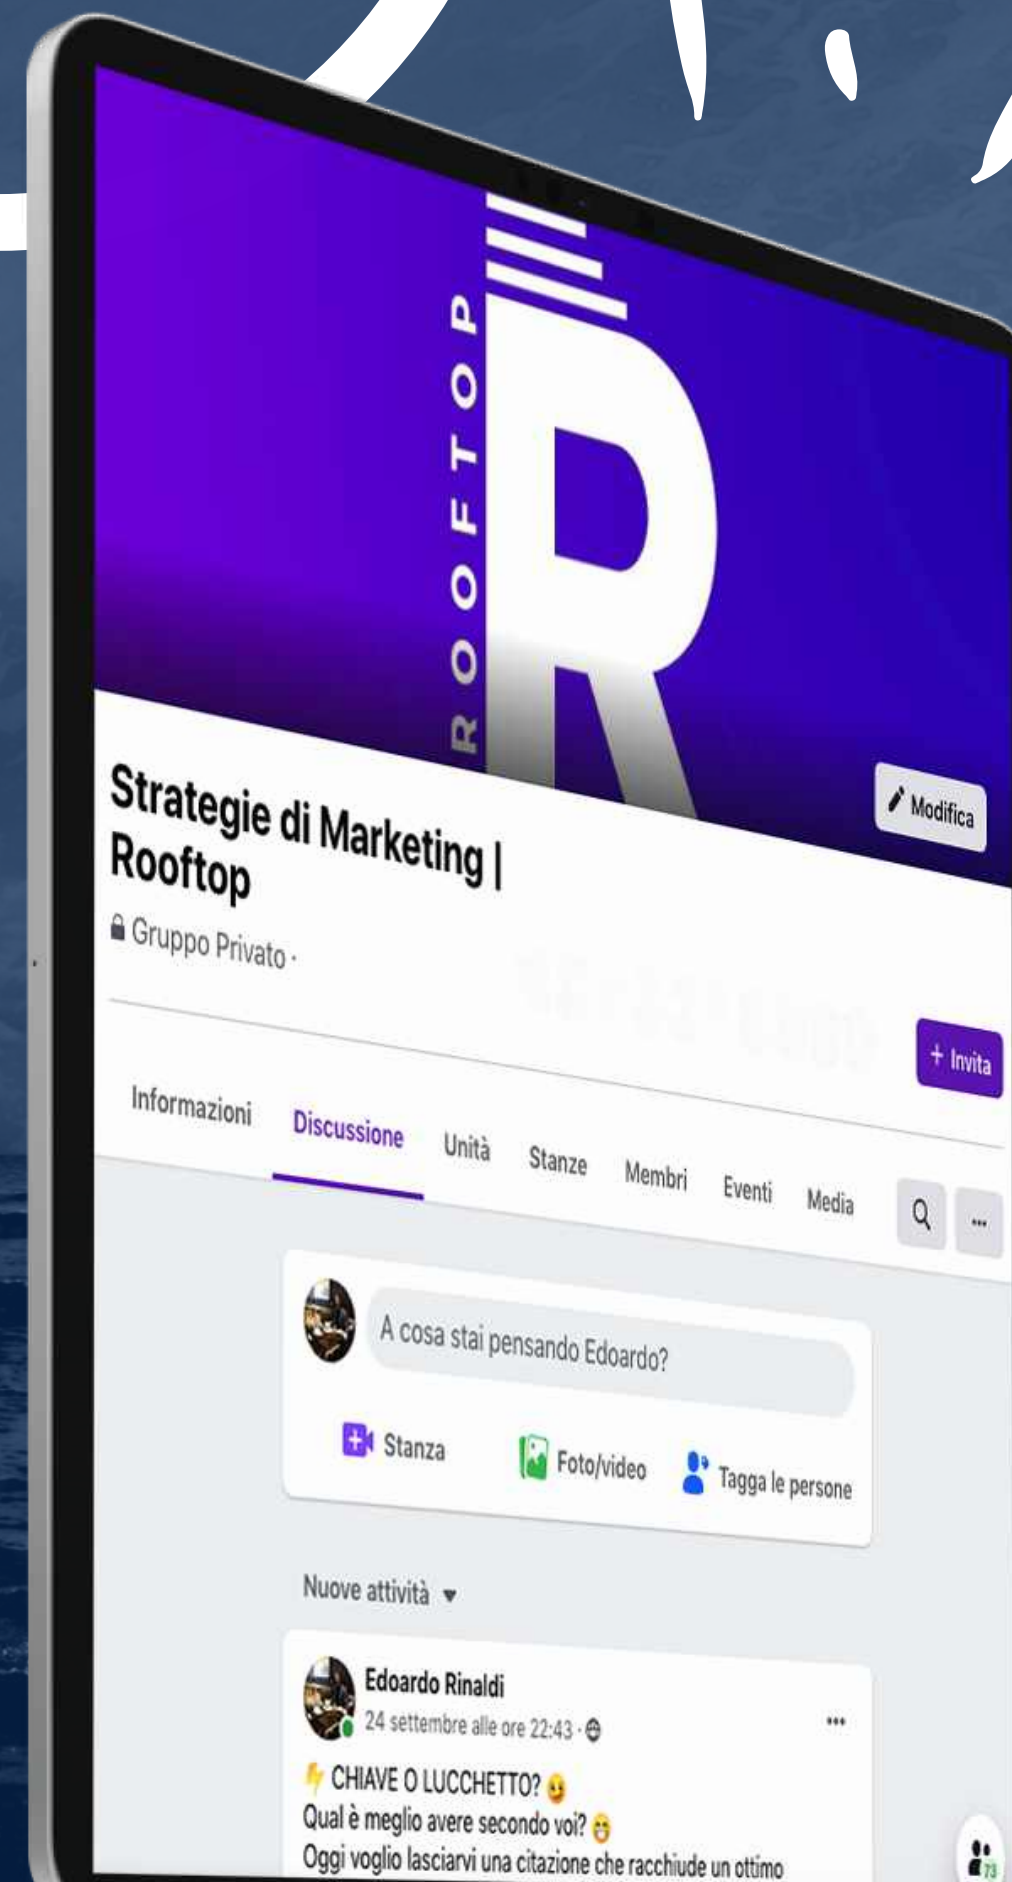 ROOFTOP
R
Modifica
Strategie di Marketing |
Rooftop
Gruppo Privato ·
+ Invita
Informazioni Discussione Unità Stanze Membri Eventi Media
A cosa stai pensando Edoardo?
Stanza Foto/video Tagga le persone
Nuove attività
Edoardo Rinaldi
24 settembre alle ore 22:43 ·
⚡ CHIAVE O LUCCHETTO? 🤪
Qual è meglio avere secondo voi? 😁
Oggi voglio lasciarvi una citazione che racchiude un ottimo
73